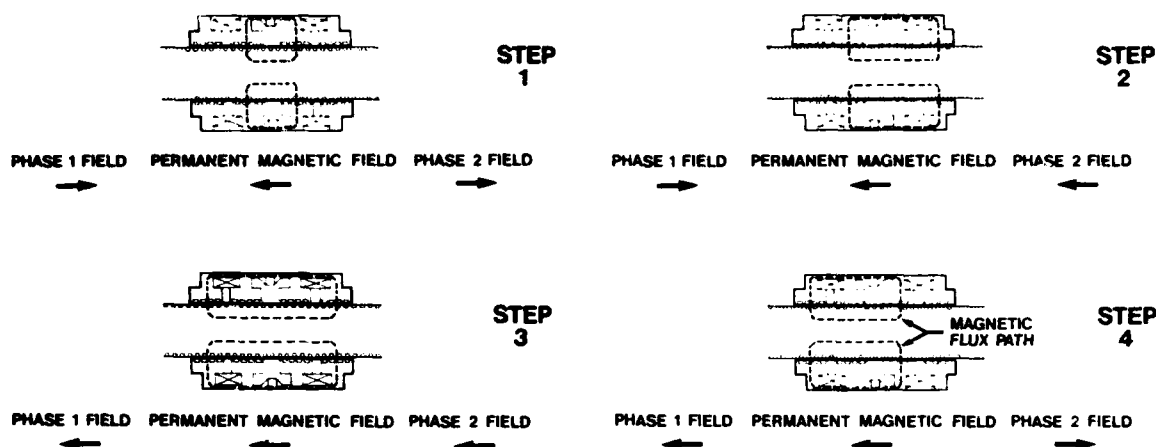 STEP
1
PHASE 1 FIELD PERMANENT MAGNETIC FIELD PHASE 2 FIELD
STEP
2
PHASE 1 FIELD PERMANENT MAGNETIC FIELD PHASE 2 FIELD
STEP
3
PHASE 1 FIELD PERMANENT MAGNETIC FIELD PHASE 2 FIELD
MAGNETIC
FLUX PATH
STEP
4
PHASE 1 FIELD PERMANENT MAGNETIC FIELD PHASE 2 FIELD